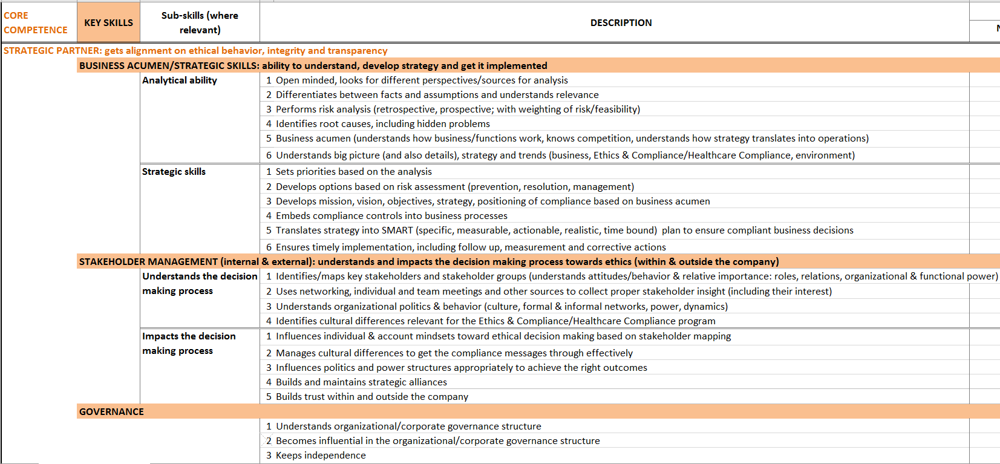 CORE COMPETENCE
KEY SKILLS
Sub-skills (where relevant)
DESCRIPTION
STRATEGIC PARTNER: gets alignment on ethical behavior, integrity and transparency
BUSINESS ACUMEN/STRATEGIC SKILLS: ability to understand, develop strategy and get it implemented
Analytical ability
1 Open minded, looks for different perspectives/sources for analysis
2 Differentiates between facts and assumptions and understands relevance
3 Performs risk analysis (retrospective, prospective; with weighting of risk/feasibility)
4 Identifies root causes, including hidden problems
5 Business acumen (understands how business/functions work, knows competition, understands how strategy translates into operations)
6 Understands big picture (and also details), strategy and trends (business, Ethics & Compliance/Healthcare Compliance, environment)
Strategic skills
1 Sets priorities based on the analysis
2 Develops options based on risk assessment (prevention, resolution, management)
3 Develops mission, vision, objectives, strategy, positioning of compliance based on business acumen
4 Embeds compliance controls into business processes
5 Translates strategy into SMART (specific, measurable, actionable, realistic, time bound)  plan to ensure compliant business decisions
6 Ensures timely implementation, including follow up, measurement and corrective actions
STAKEHOLDER MANAGEMENT (internal & external): understands and impacts the decision making process towards ethics (within & outside the company)
Understands the decision making process
1 Identifies/maps key stakeholders and stakeholder groups (understands attitudes/behavior & relative importance: roles, relations, organizational & functional power)
2 Uses networking, individual and team meetings and other sources to collect proper stakeholder insight (including their interest)
3 Understands organizational politics & behavior (culture, formal & informal networks, power, dynamics)
4 Identifies cultural differences relevant for the Ethics & Compliance/Healthcare Compliance program
Impacts the decision making process
1 Influences individual & account mindsets toward ethical decision making based on stakeholder mapping
2 Manages cultural differences to get the compliance messages through effectively
3 Influences politics and power structures appropriately to achieve the right outcomes
4 Builds and maintains strategic alliances
5 Builds trust within and outside the company
GOVERNANCE
1 Understands organizational/corporate governance structure
2 Becomes influential in the organizational/corporate governance structure
3 Keeps independence